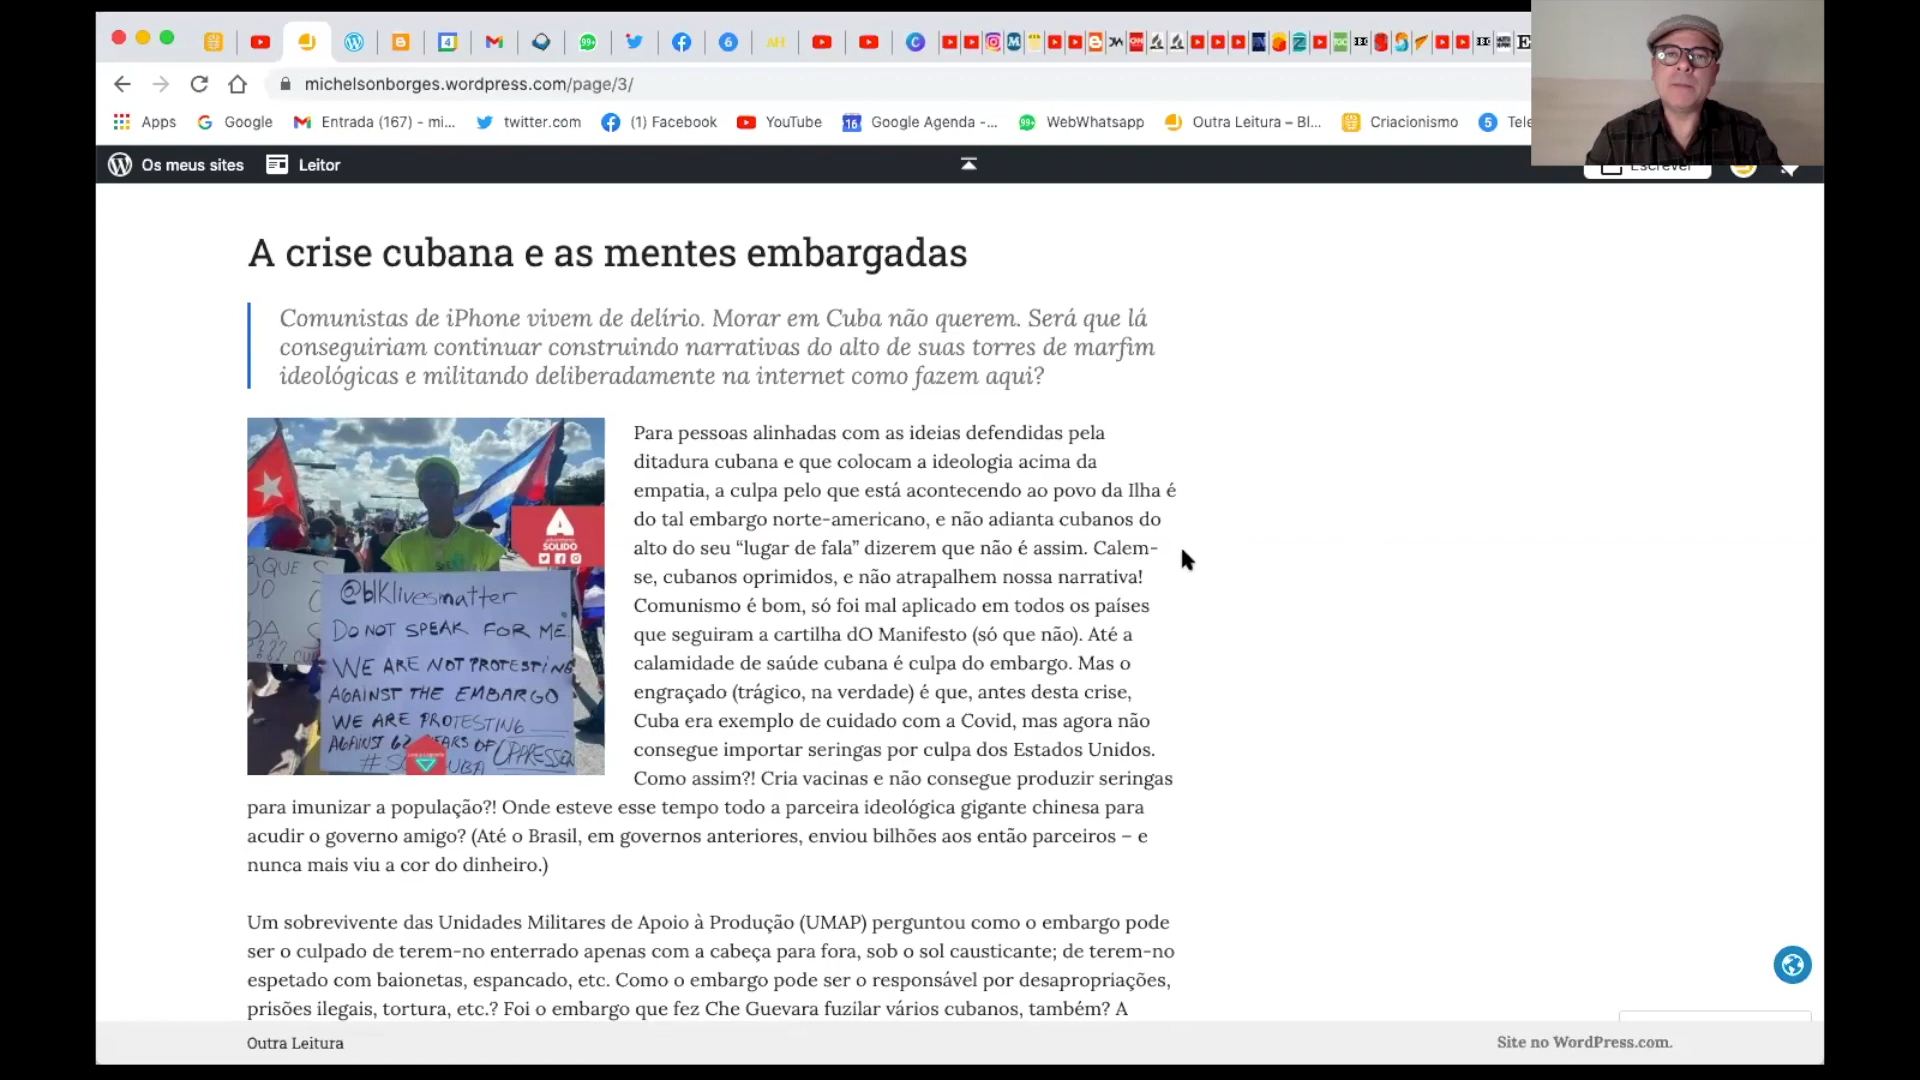 michelsonborges.wordpress.com/page/3/
Apps Google Entrada (167) - mi... twitter.com (1) Facebook YouTube 16 Google Agenda -... 99+ WebWhatsapp Outra Leitura – Bl... Criacionismo 5 Tele
Os meus sites Leitor Escrever
A crise cubana e as mentes embargadas
Comunistas de iPhone vivem de delírio. Morar em Cuba não querem. Será que lá
conseguiriam continuar construindo narrativas do alto de suas torres de marfim
ideológicas e militando deliberadamente na internet como fazem aqui?
Para pessoas alinhadas com as ideias defendidas pela
ditadura cubana e que colocam a ideologia acima da
empatia, a culpa pelo que está acontecendo ao povo da Ilha é
do tal embargo norte-americano, e não adianta cubanos do
alto do seu “lugar de fala” dizerem que não é assim. Calem-
se, cubanos oprimidos, e não atrapalhem nossa narrativa!
Comunismo é bom, só foi mal aplicado em todos os países
que seguiram a cartilha dO Manifesto (só que não). Até a
calamidade de saúde cubana é culpa do embargo. Mas o
engraçado (trágico, na verdade) é que, antes desta crise,
Cuba era exemplo de cuidado com a Covid, mas agora não
consegue importar seringas por culpa dos Estados Unidos.
Como assim?! Cria vacinas e não consegue produzir seringas
para imunizar a população?! Onde esteve esse tempo todo a parceira ideológica gigante chinesa para
acudir o governo amigo? (Até o Brasil, em governos anteriores, enviou bilhões aos então parceiros – e
nunca mais viu a cor do dinheiro.)
SOLIDO
@blKlivesmatter
DO NOT SPEAK FOR ME
WE ARE NOT PROTESTING
AGAINST THE EMBARGO
WE ARE PROTESTING
AGAINST 62 YEARS OF OPPRESSION
Um sobrevivente das Unidades Militares de Apoio à Produção (UMAP) perguntou como o embargo pode
ser o culpado de terem-no enterrado apenas com a cabeça para fora, sob o sol causticante; de terem-no
espetado com baionetas, espancado, etc. Como o embargo pode ser o responsável por desapropriações,
prisões ilegais, tortura, etc.? Foi o embargo que fez Che Guevara fuzilar vários cubanos, também? A
Outra Leitura
Site no WordPress.com.